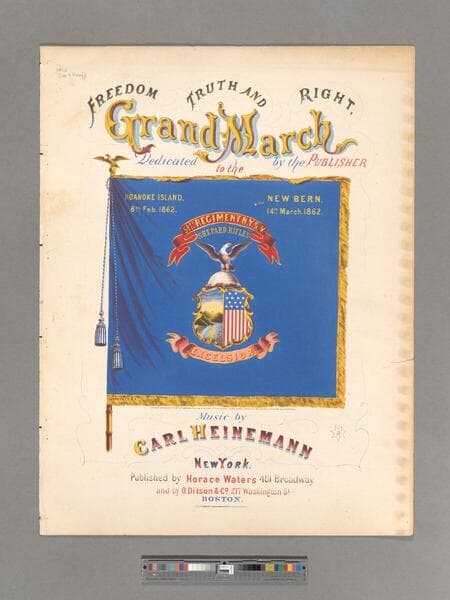 FREEDOM TRUTH AND RIGHT.
Grand March
Dedicated to the by the PUBLISHER
ROANOKE ISLAND. NEW BERN.
8th Feb. 1862. 14th March. 1862.
51st REGIMENT N.Y.S.V.
SHEPARD RIFLES
EXCELSIOR
Music by
CARL HEINEMANN
NEW YORK.
Published by Horace Waters 481 Broadway
and by O. Ditson & Co. 277 Washington St
BOSTON.